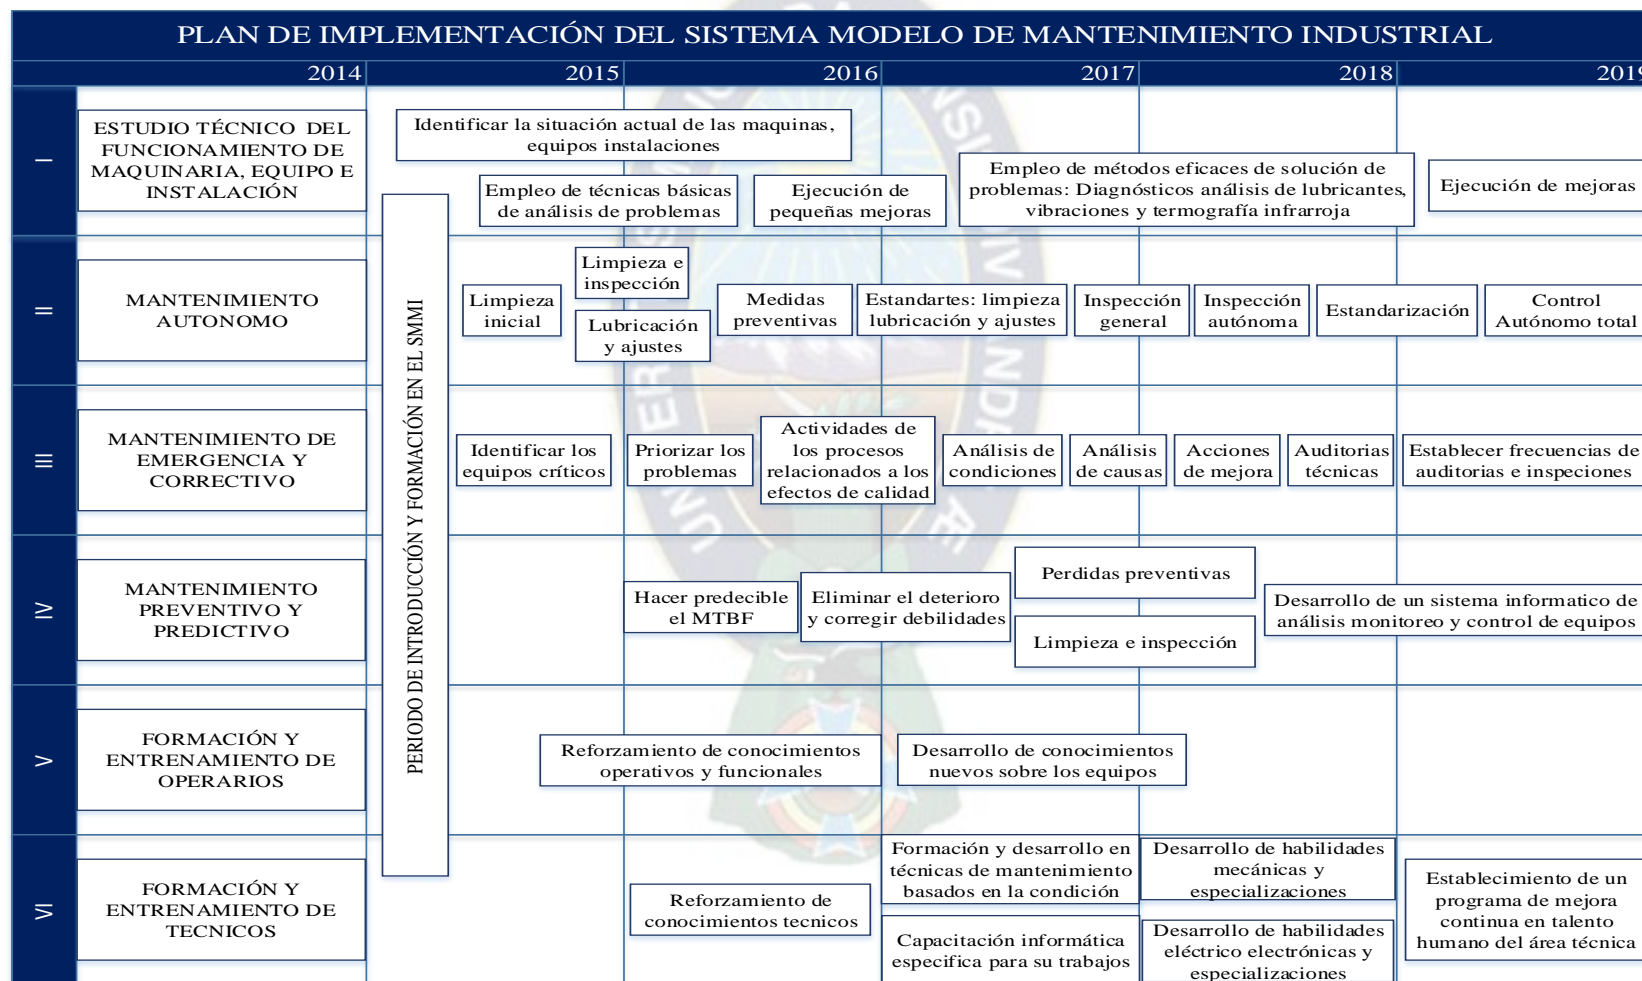 PLAN DE IMPLEMENTACIÓN DEL SISTEMA MODELO DE MANTENIMIENTO INDUSTRIAL
2014
2015
2016
2017
2018
2019
I
ESTUDIO TÉCNICO DEL
FUNCIONAMIENTO DE
MAQUINARIA, EQUIPO E
INSTALACIÓN
Identificar la situación actual de las maquinas,
equipos instalaciones
Empleo de técnicas básicas
de análisis de problemas
Ejecución de
pequeñas mejoras
Empleo de métodos eficaces de solución de
problemas: Diagnósticos análisis de lubricantes,
vibraciones y termografía infrarroja
Ejecución de mejoras
PERIODO DE INTRODUCCIÓN Y FORMACIÓN EN EL SMMI
II
MANTENIMIENTO
AUTONOMO
Limpieza
inicial
Limpieza e
inspección
Lubricación
y ajustes
Medidas
preventivas
Estandartes: limpieza
lubricación y ajustes
Inspección
general
Inspección
autónoma
Estandarización
Control
Autónomo total
III
MANTENIMIENTO DE
EMERGENCIA Y
CORRECTIVO
Identificar los
equipos críticos
Priorizar los
problemas
Actividades de
los procesos
relacionados a los
efectos de calidad
Análisis de
condiciones
Análisis
de causas
Acciones
de mejora
Auditorias
técnicas
Establecer frecuencias de
auditorias e inspeciones
IV
MANTENIMIENTO
PREVENTIVO Y
PREDICTIVO
Hacer predecible
el MTBF
Eliminar el deterioro
y corregir debilidades
Perdidas preventivas
Limpieza e inspección
Desarrollo de un sistema informatico de
análisis monitoreo y control de equipos
V
FORMACIÓN Y
ENTRENAMIENTO DE
OPERARIOS
Reforzamiento de conocimientos
operativos y funcionales
Desarrollo de conocimientos
nuevos sobre los equipos
VI
FORMACIÓN Y
ENTRENAMIENTO DE
TECNICOS
Reforzamiento de
conocimientos tecnicos
Formación y desarrollo en
técnicas de mantenimiento
basados en la condición
Capacitación informática
especifica para su trabajos
Desarrollo de habilidades
mecánicas y
especializaciones
Desarrollo de habilidades
eléctrico electrónicas y
especializaciones
Establecimiento de un
programa de mejora
continua en talento
humano del área técnica